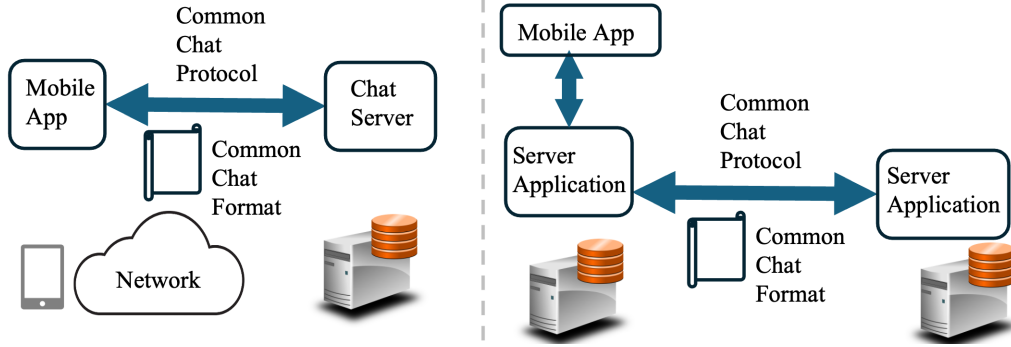 Common
Chat
Protocol
Mobile
App
Chat
Server
Common
Chat
Format
Network
Mobile App
Server
Application
Common
Chat
Protocol
Server
Application
Common
Chat
Format